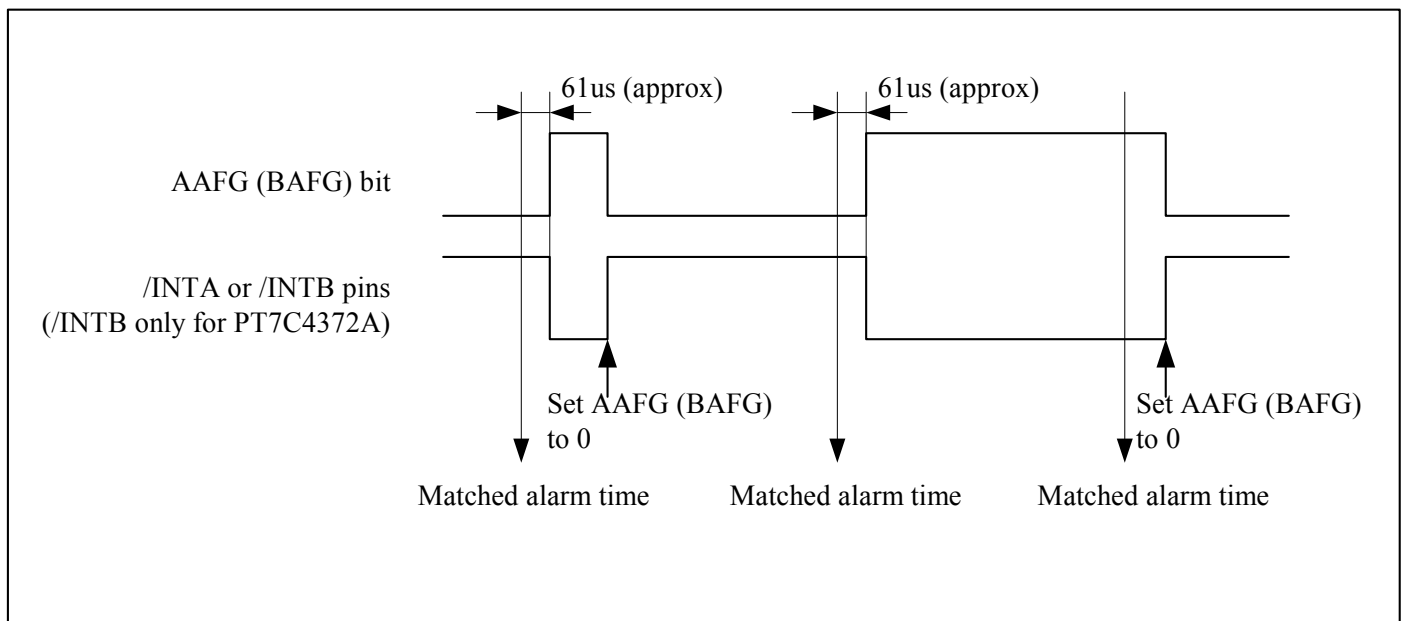 61us (approx)
61us (approx)
AAFG (BAFG) bit
/INTA or /INTB pins
(/INTB only for PT7C4372A)
Set AAFG (BAFG)
to 0
Set AAFG (BAFG)
to 0
Matched alarm time
Matched alarm time
Matched alarm time